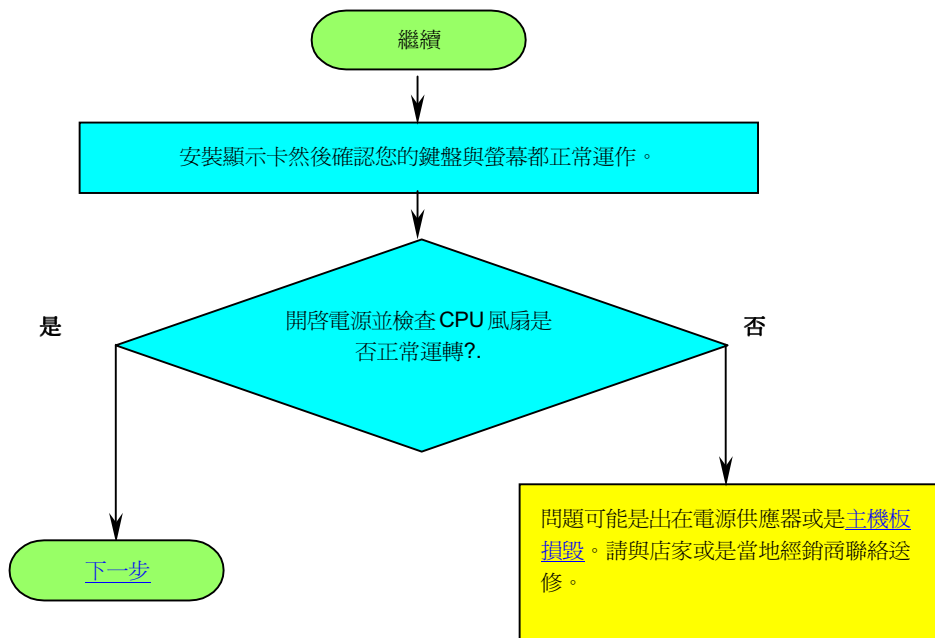 繼續
安裝顯示卡然後確認您的鍵盤與螢幕都正常運作。
開啓電源並檢查 CPU 風扇是
否正常運轉?.
是
否
問題可能是出在電源供應器或是主機板
損毀。請與店家或是當地經銷商聯絡送
修。
下一步